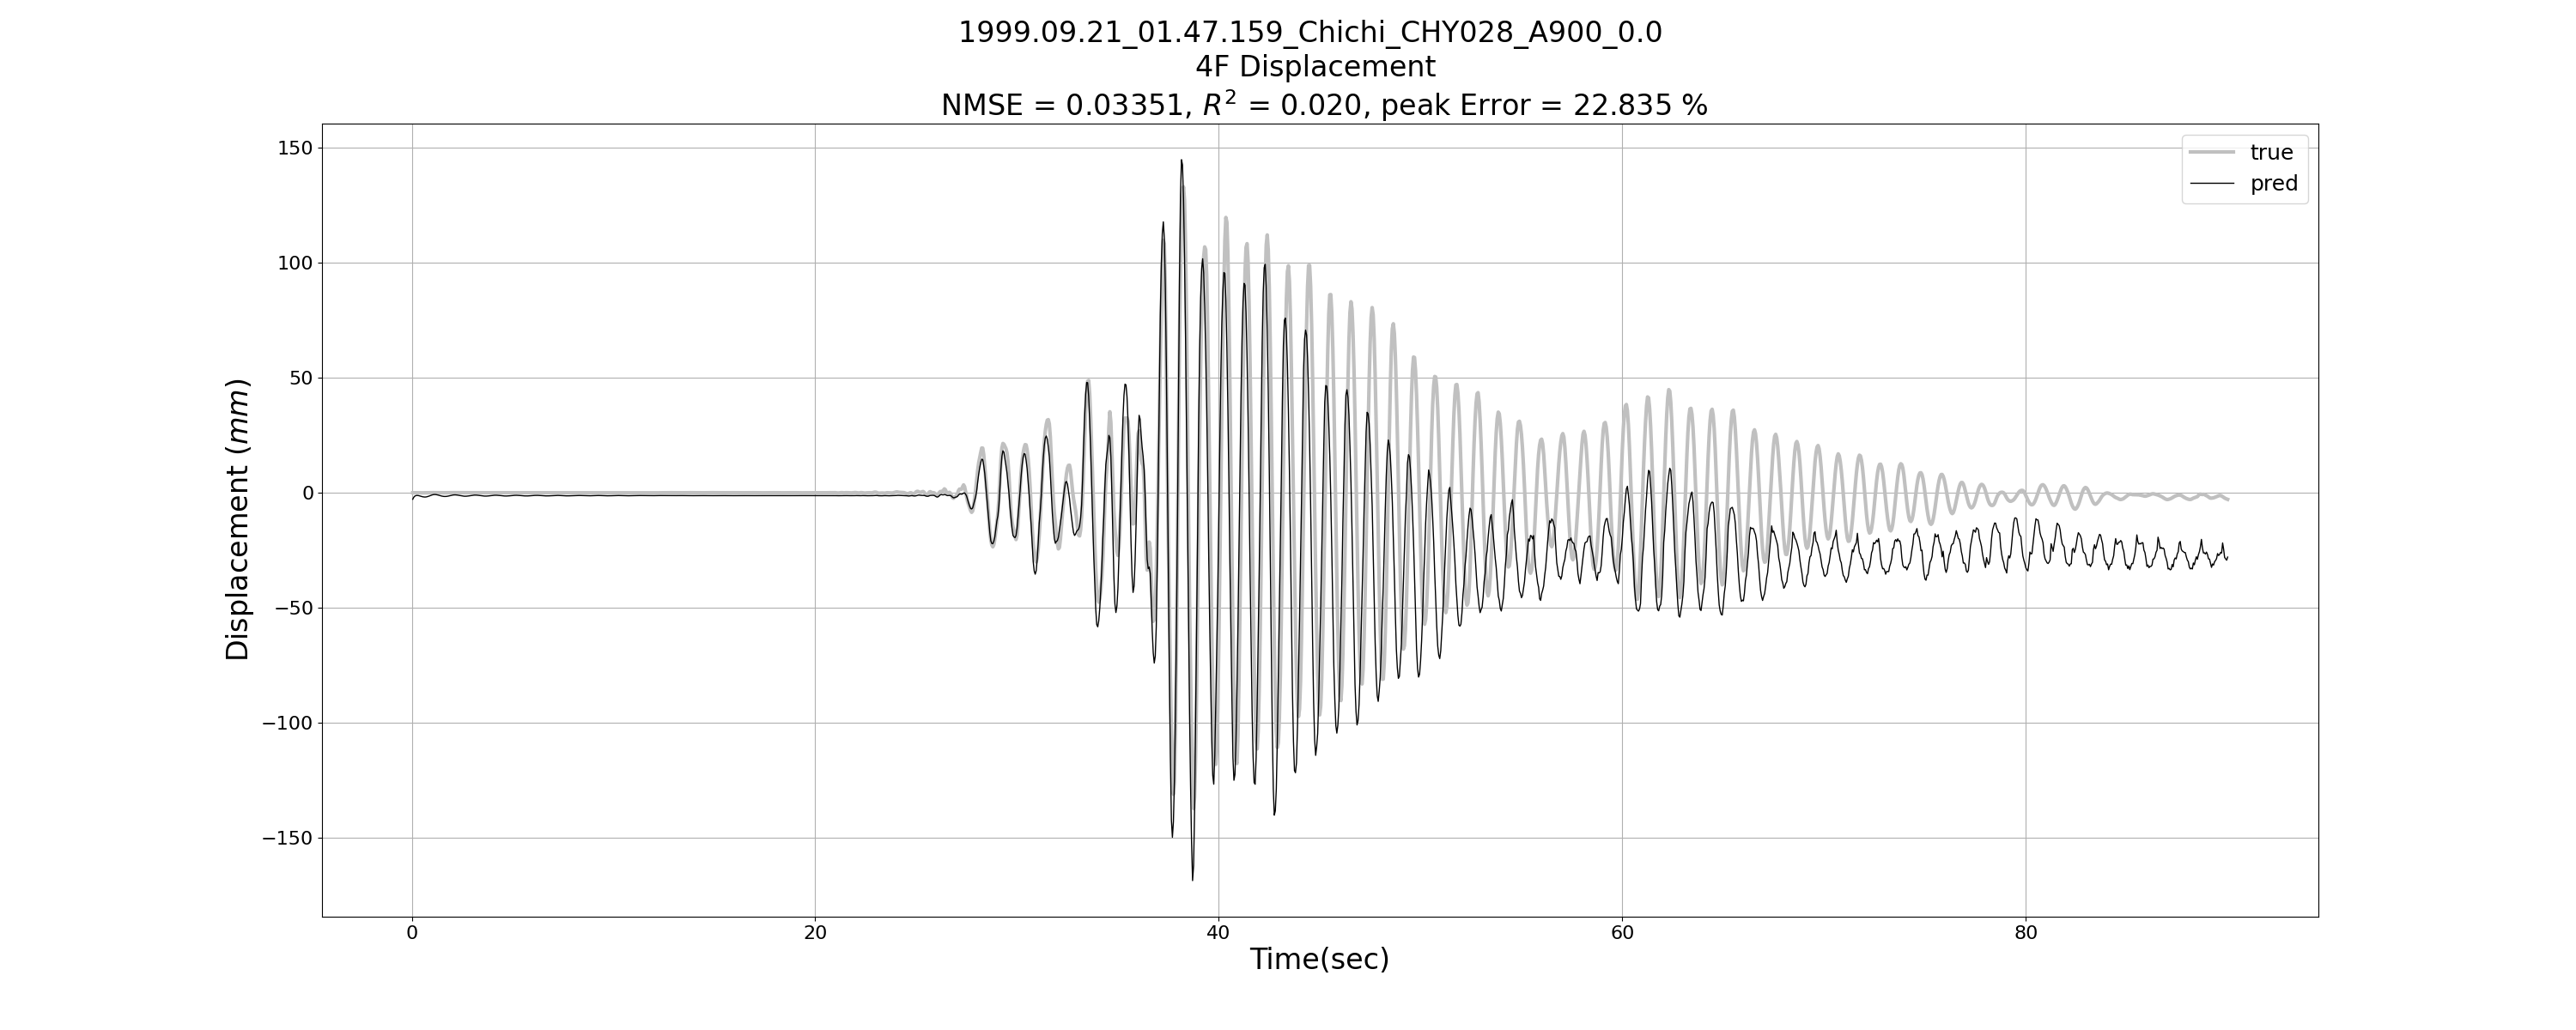 1999.09.21_01.47.159_Chichi_CHY028_A900_0.0
4F Displacement
NMSE = 0.03351, R² = 0.020, peak Error = 22.835 %
true
pred
150
100
50
0
−50
−100
−150
Displacement (mm)
0 20 40 60 80
Time(sec)